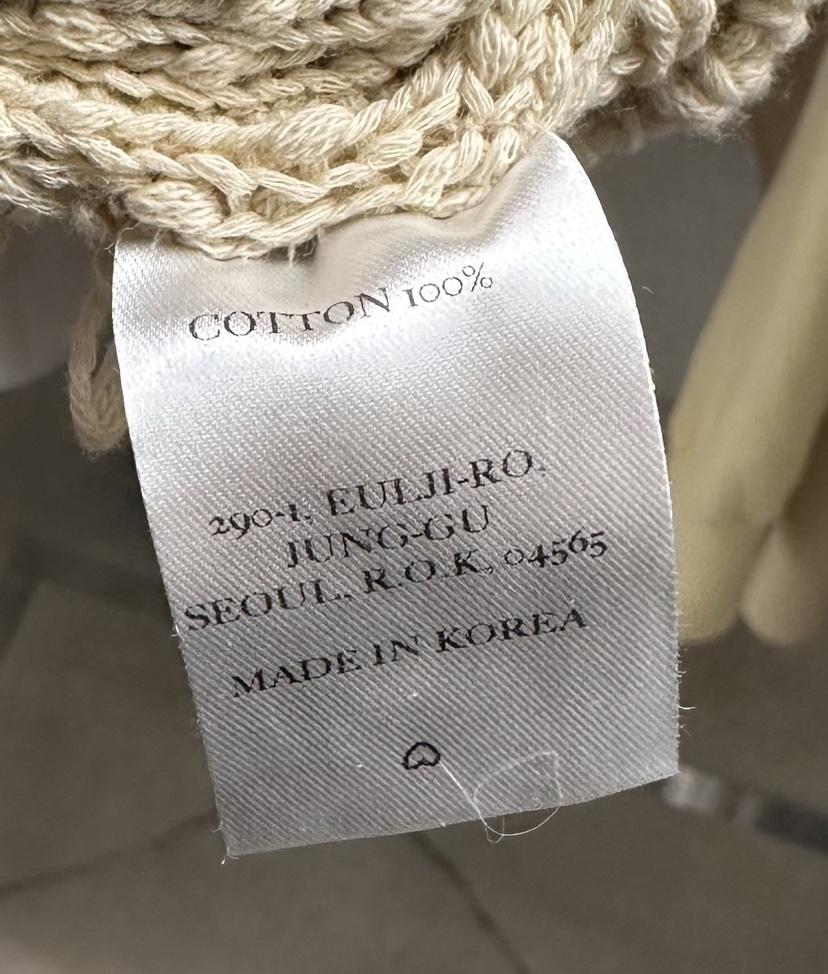 COTTON 100%
290-1, EULJI-RO,
JUNG-GU
SEOUL, R.O.K, 04565
MADE IN KOREA